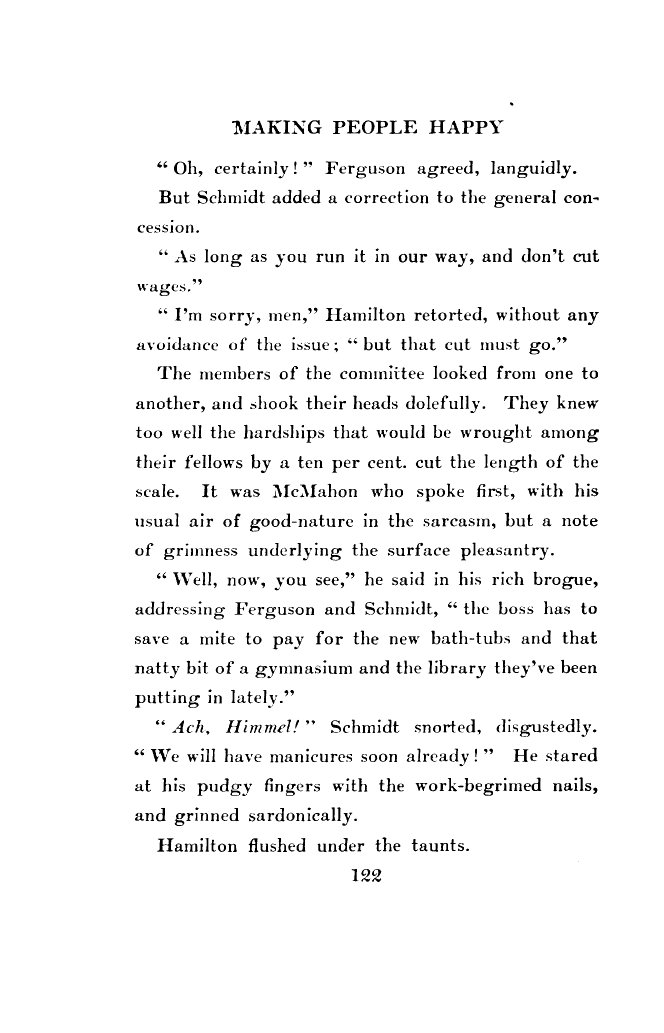 MAKING PEOPLE HAPPY
“ Oh, certainly! ” Ferguson agreed, languidly.
But Schmidt added a correction to the general con-
cession.
“ As long as you run it in our way, and don’t cut
wages.”
“ I’m sorry, men,” Hamilton retorted, without any
avoidance of the issue; “ but that cut must go.”
The members of the committee looked from one to
another, and shook their heads dolefully. They knew
too well the hardships that would be wrought among
their fellows by a ten per cent. cut the length of the
scale. It was McMahon who spoke first, with his
usual air of good-nature in the sarcasm, but a note
of grimness underlying the surface pleasantry.
“ Well, now, you see,” he said in his rich brogue,
addressing Ferguson and Schmidt, “ the boss has to
save a mite to pay for the new bath-tubs and that
natty bit of a gymnasium and the library they’ve been
putting in lately.”
“ Ach, Himmel! ” Schmidt snorted, disgustedly.
“ We will have manicures soon already! ” He stared
at his pudgy fingers with the work-begrimed nails,
and grinned sardonically.
Hamilton flushed under the taunts.
122